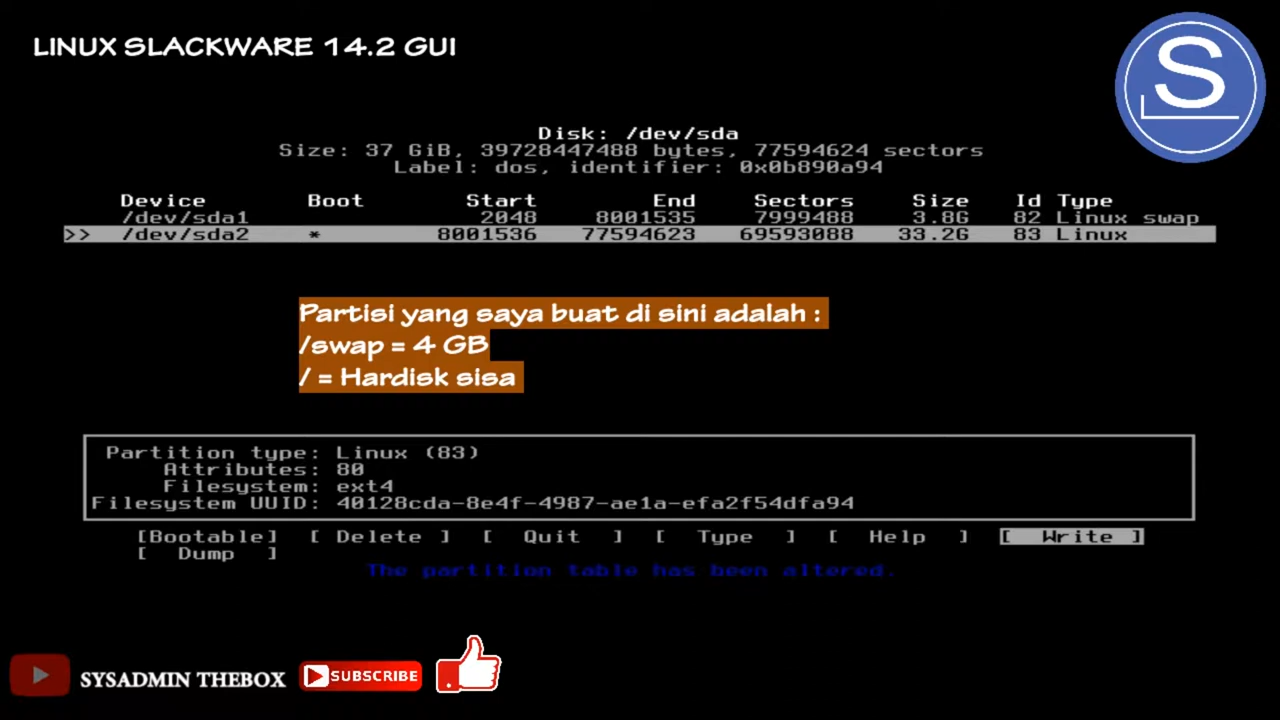 LINUX SLACKWARE 14.2 GUI
S
Disk: /dev/sda
Size: 37 GiB, 39728447488 bytes, 77594624 sectors
Label: dos, identifier: 0x0b890a94
Device Boot Start End Sectors Size Id Type
/dev/sda1 2048 8001535 7999488 3.8G 82 Linux swap
>> /dev/sda2 * 8001536 77594623 69593088 33.2G 83 Linux
Partisi yang saya buat di sini adalah :
/swap = 4 GB
/ = Hardisk sisa
Partition type: Linux (83)
Attributes: 80
Filesystem: ext4
Filesystem UUID: 40128cda-8e4f-4987-ae1a-efa2f54dfa94
[Bootable] [ Delete ] [ Quit ] [ Type ] [ Help ] [ Write ]
[ Dump ]
The partition table has been altered.
SYSADMIN THEBOX SUBSCRIBE